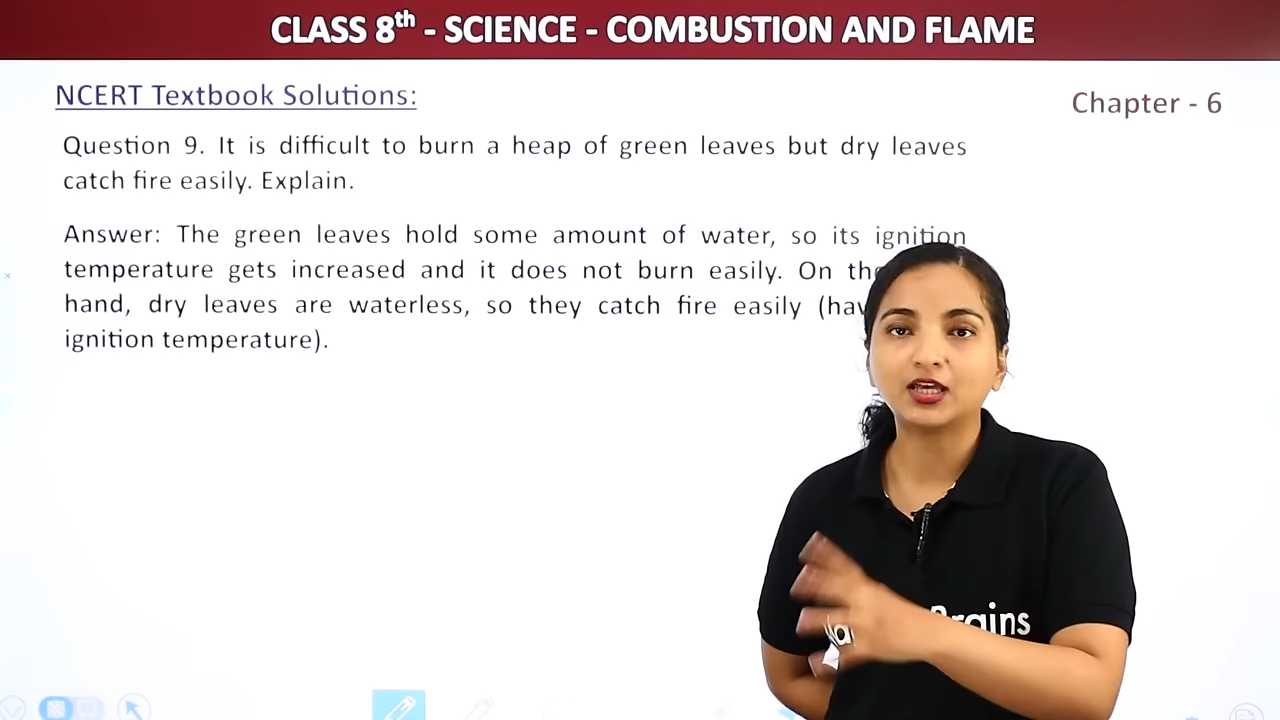 CLASS 8th - SCIENCE - COMBUSTION AND FLAME
NCERT Textbook Solutions:
Chapter - 6
Question 9. It is difficult to burn a heap of green leaves but dry leaves
catch fire easily. Explain.
Answer: The green leaves hold some amount of water, so its ignition
temperature gets increased and it does not burn easily. On
hand, dry leaves are waterless, so they catch fire easily
ignition temperature).